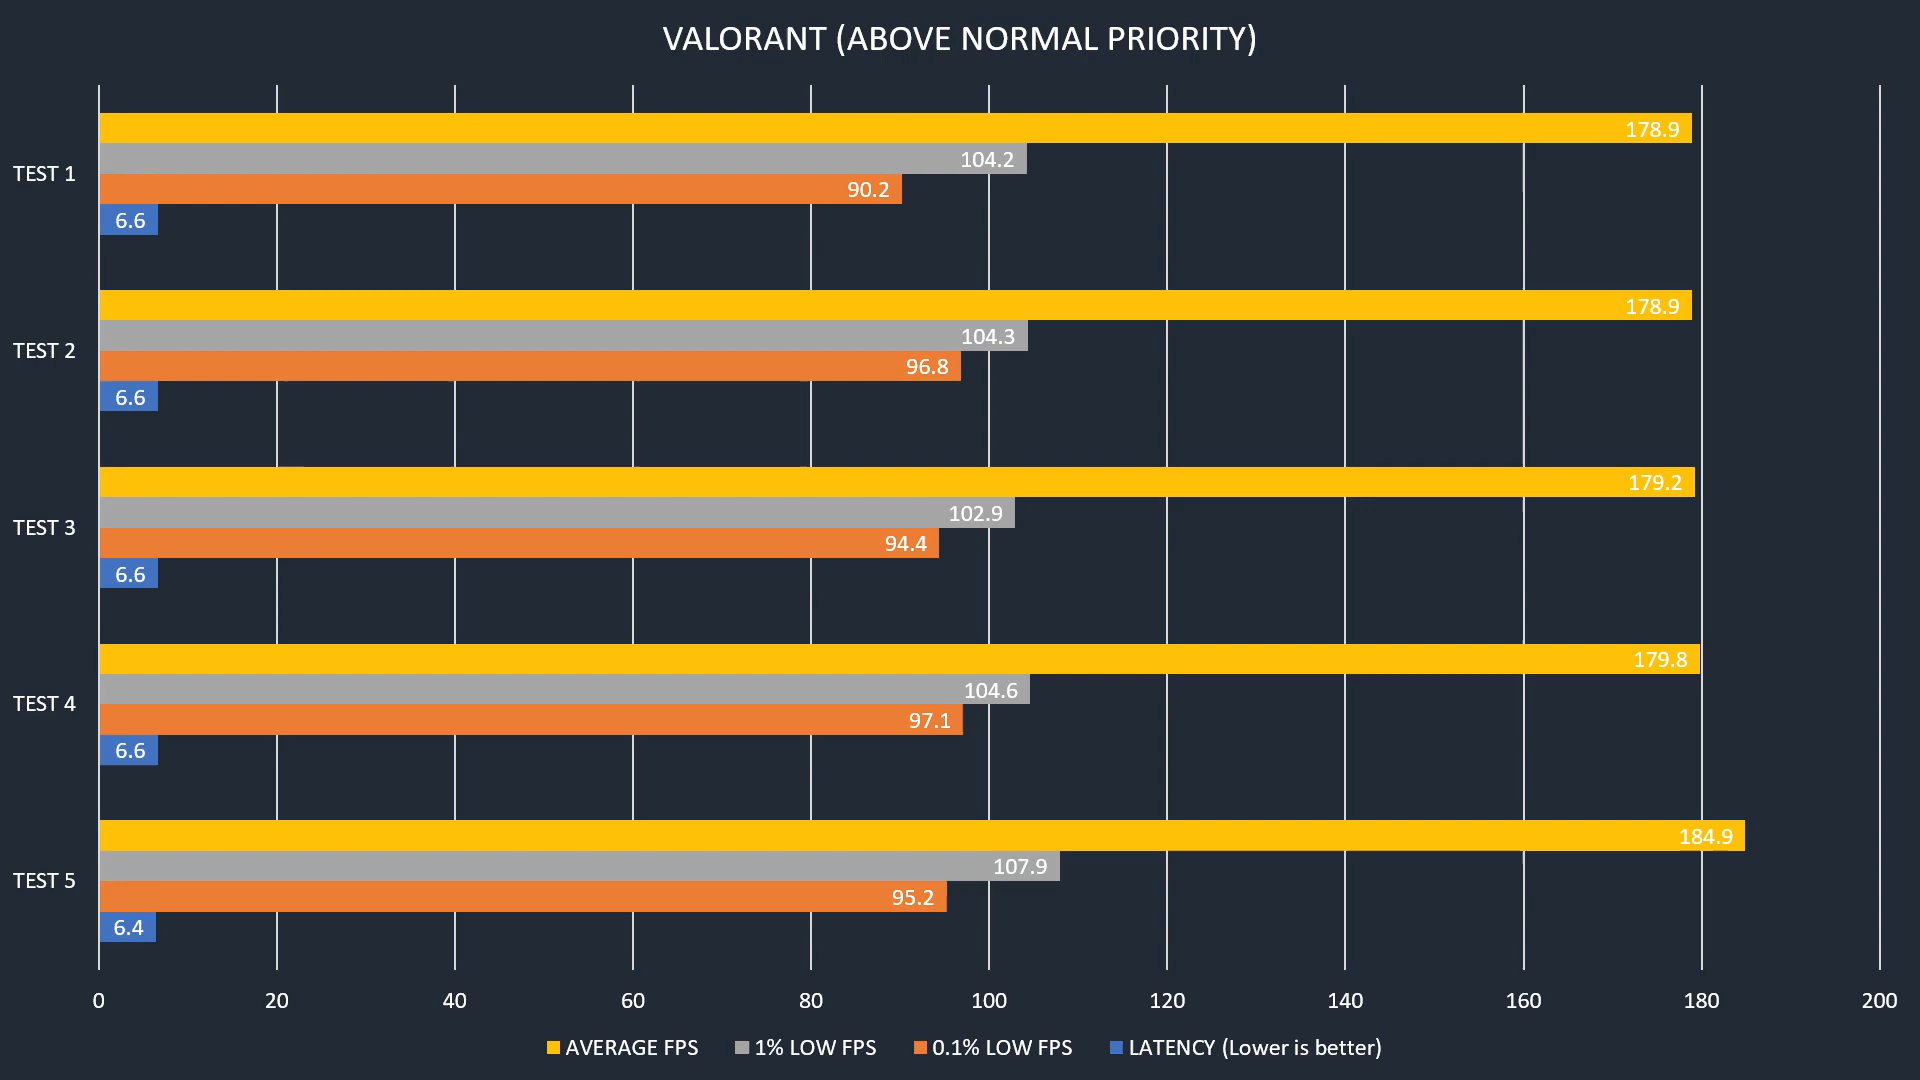 VALORANT (ABOVE NORMAL PRIORITY)
TEST 1
178.9
104.2
90.2
6.6
TEST 2
178.9
104.3
96.8
6.6
TEST 3
179.2
102.9
94.4
6.6
TEST 4
179.8
104.6
97.1
6.6
TEST 5
184.9
107.9
95.2
6.4
0 20 40 60 80 100 120 140 160 180 200
AVERAGE FPS 1% LOW FPS 0.1% LOW FPS LATENCY (Lower is better)